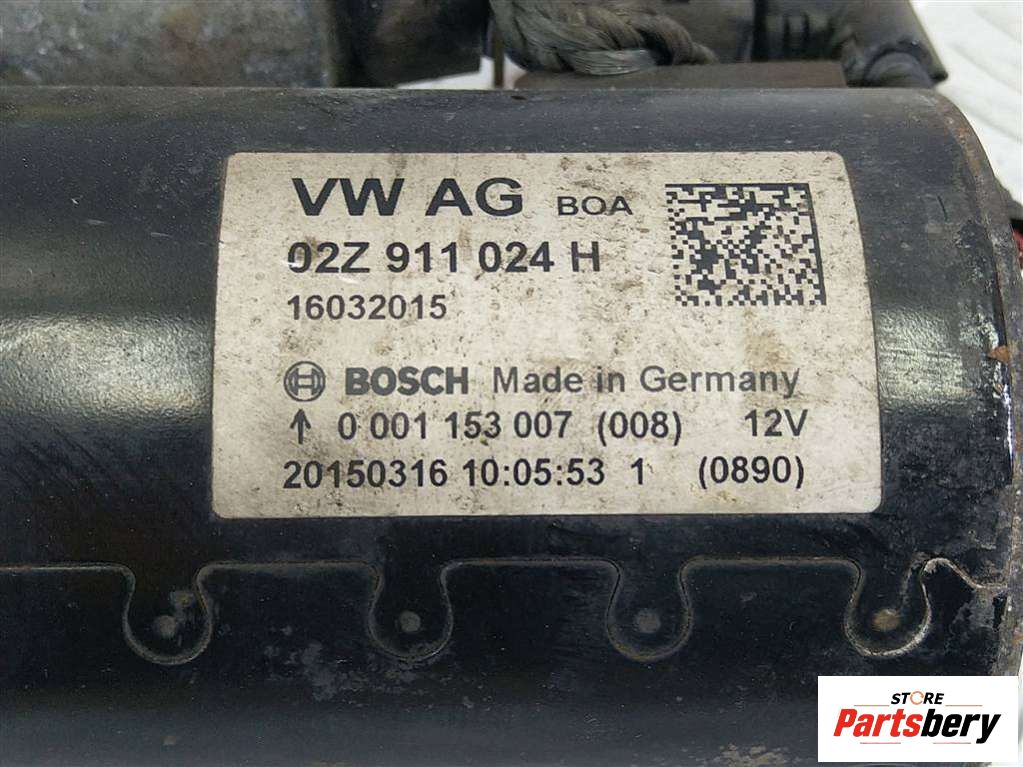 VW AG BOA
02Z 911 024 H
16032015
BOSCH Made in Germany
↑ 0 001 153 007 (008) 12V
20150316 10:05:53 1 (0890)
STORE
Partsbery